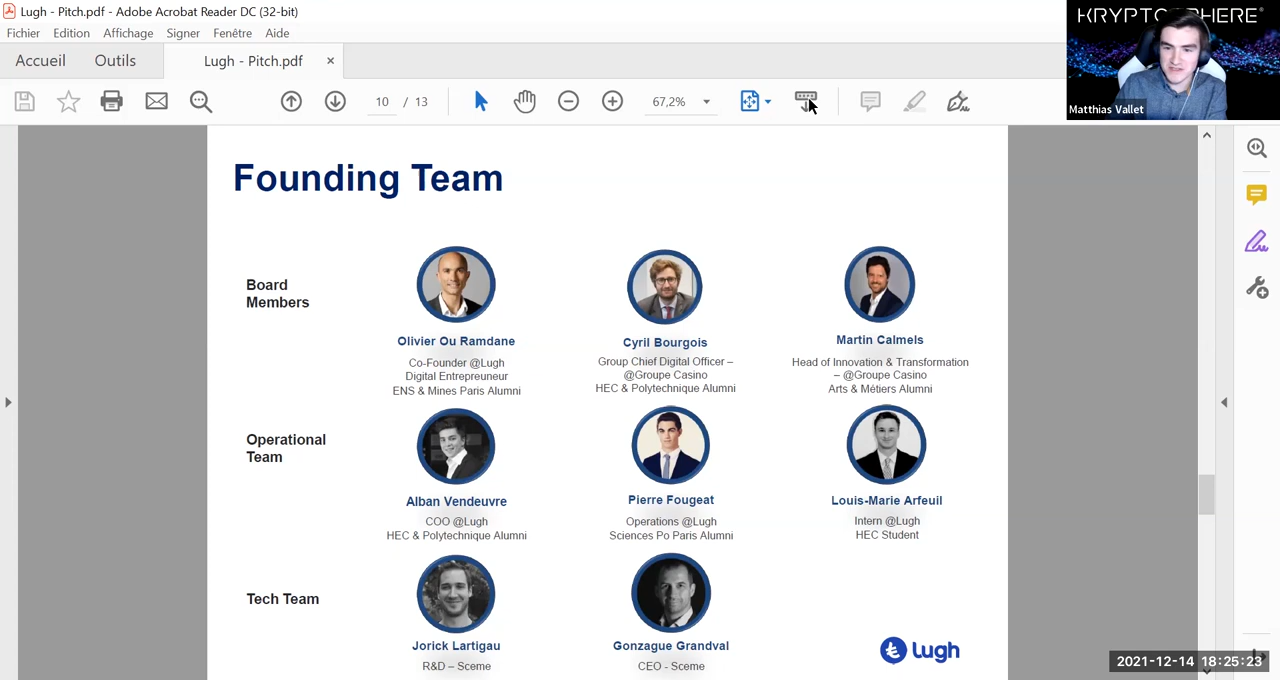 Lugh - Pitch.pdf - Adobe Acrobat Reader DC (32-bit)
Fichier Edition Affichage Signer Fenêtre Aide
Accueil Outils Lugh - Pitch.pdf ×
10 / 13 67,2%
KRYPTOSPHERE
Matthias Vallet
Founding Team
Board
Members
Olivier Ou Ramdane
Co-Founder @Lugh
Digital Entrepreuneur
ENS & Mines Paris Alumni
Cyril Bourgois
Group Chief Digital Officer –
@Groupe Casino
HEC & Polytechnique Alumni
Martin Calmels
Head of Innovation & Transformation
– @Groupe Casino
Arts & Métiers Alumni
Operational
Team
Alban Vendeuvre
COO @Lugh
HEC & Polytechnique Alumni
Pierre Fougeat
Operations @Lugh
Sciences Po Paris Alumni
Louis-Marie Arfeuil
Intern @Lugh
HEC Student
Tech Team
Jorick Lartigau
R&D – Sceme
Gonzague Grandval
CEO - Sceme
Lugh
2021-12-14 18:25:23